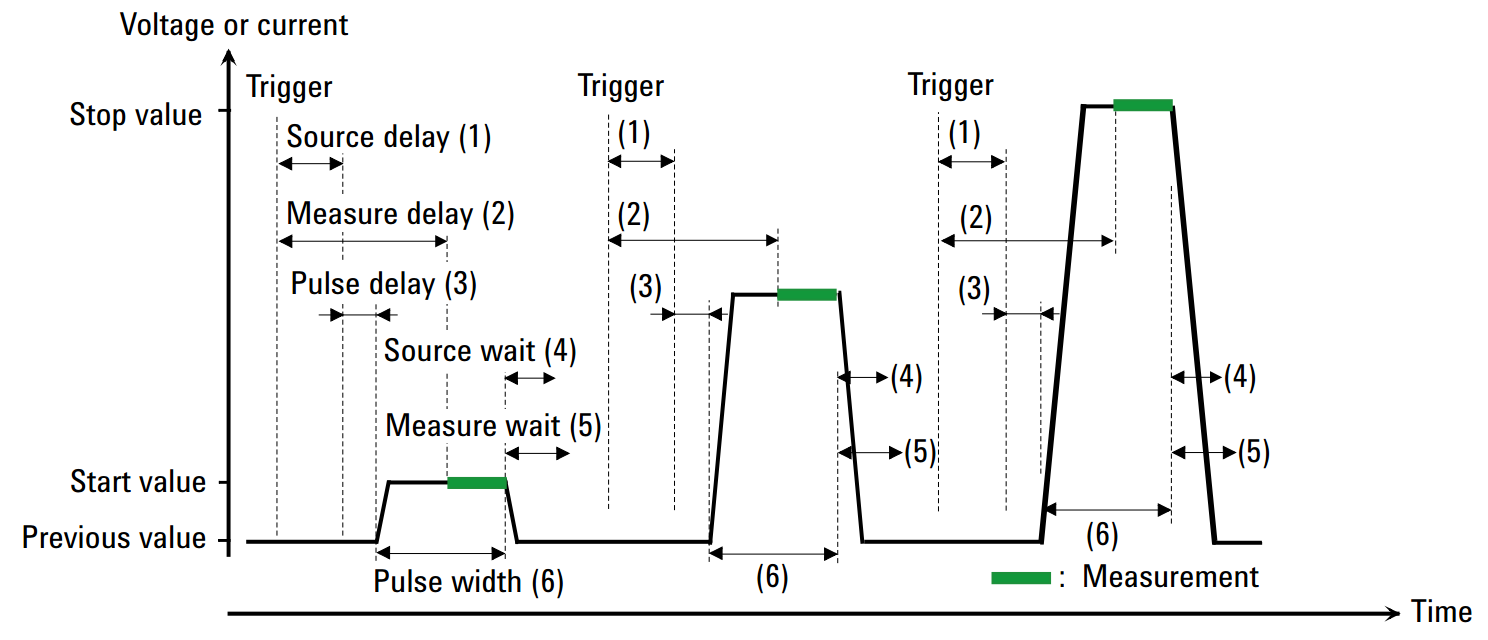 Voltage or current
Trigger
Trigger
Trigger
Stop value
Source delay (1)
(1)
(1)
Measure delay (2)
(2)
(2)
Pulse delay (3)
(3)
(3)
Source wait (4)
(4)
(4)
Measure wait (5)
(5)
(5)
Start value
Previous value
Pulse width (6)
(6)
(6)
: Measurement
Time